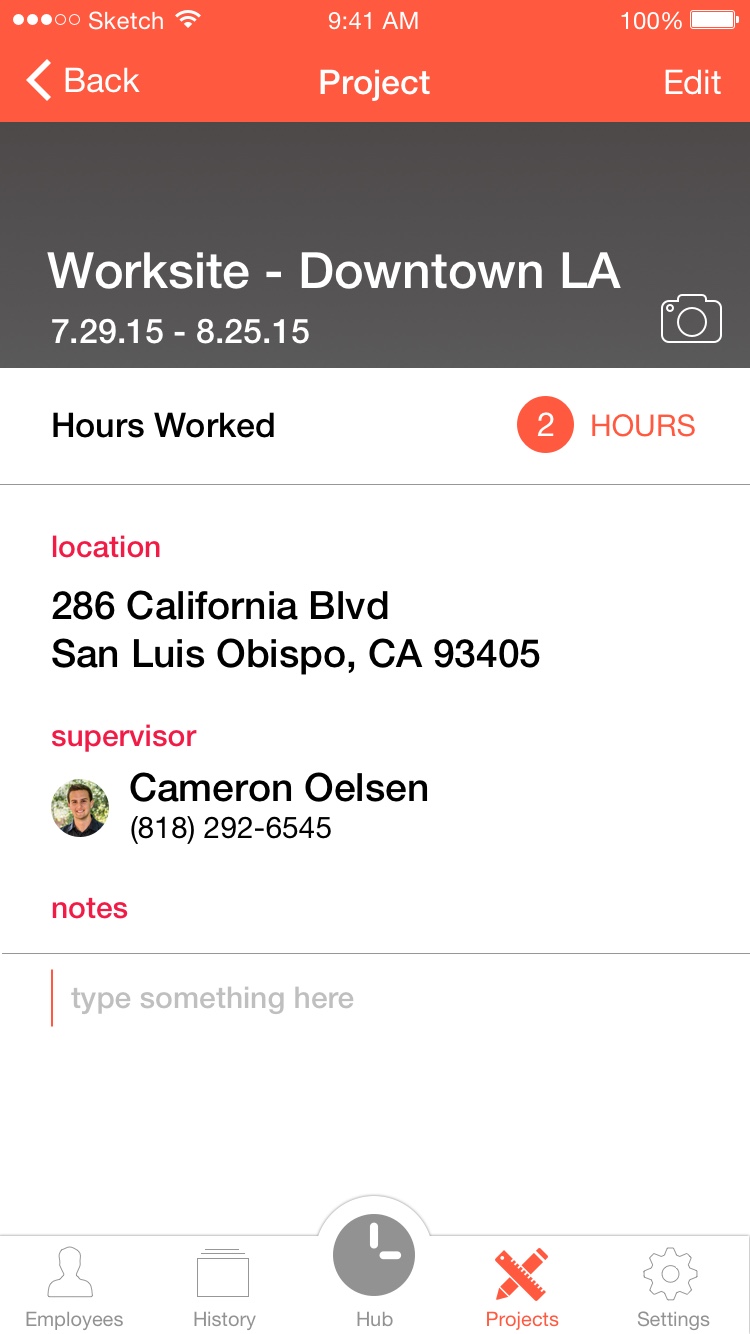 Sketch 9:41 AM 100%
Back Project Edit
Worksite - Downtown LA
7.29.15 - 8.25.15
Hours Worked 2 HOURS
location
286 California Blvd
San Luis Obispo, CA 93405
supervisor
Cameron Oelsen
(818) 292-6545
notes
type something here
Employees History Hub Projects Settings